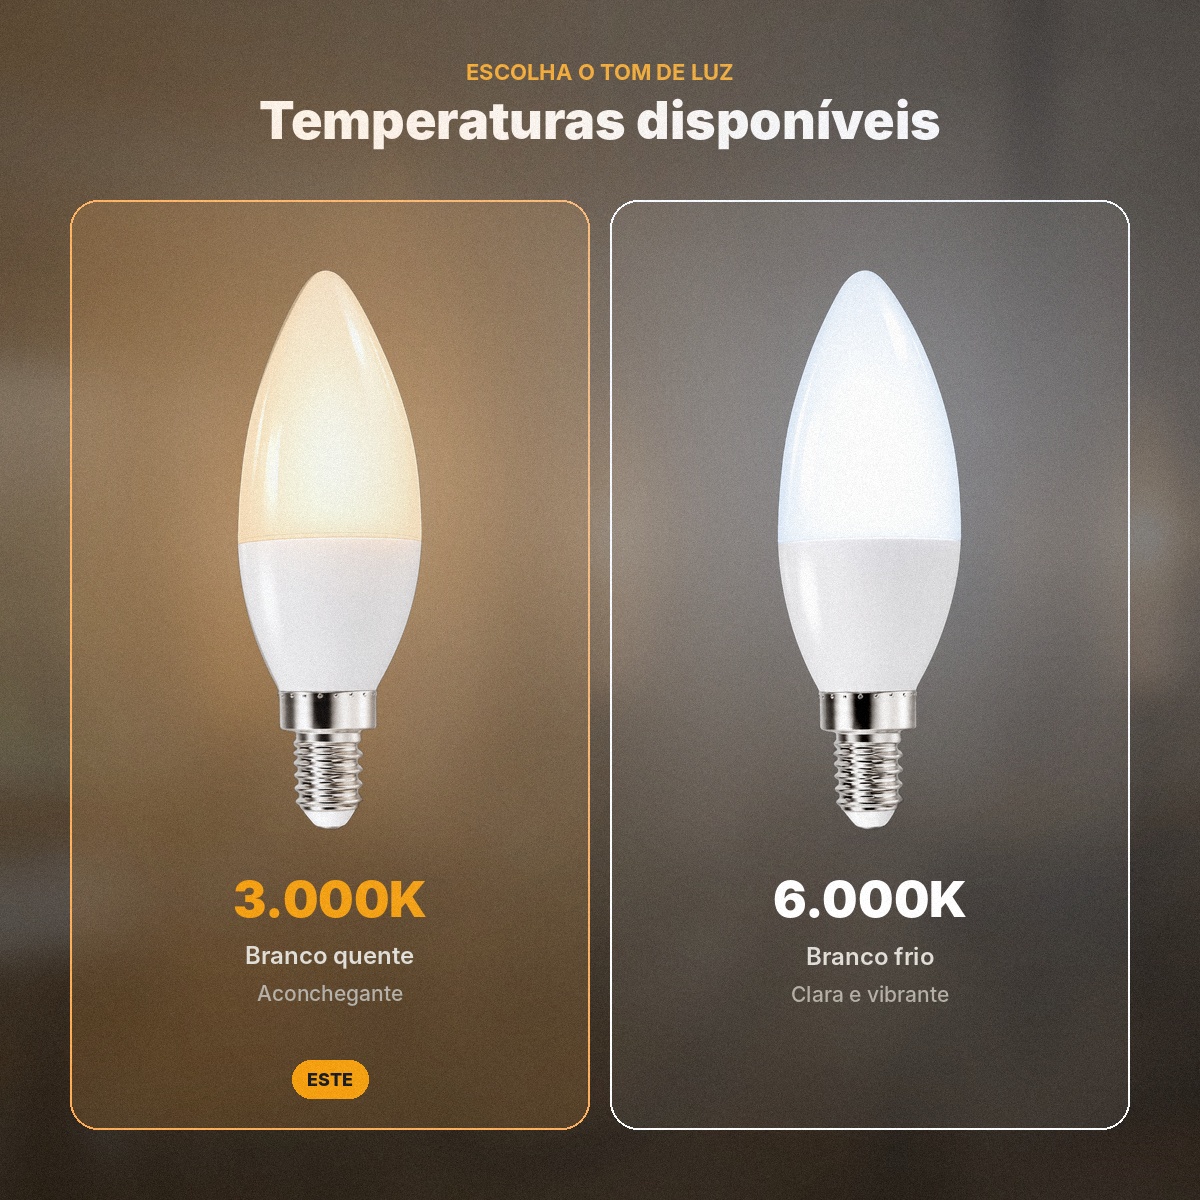 ESCOLHA O TOM DE LUZ
Temperaturas disponíveis
3.000K
Branco quente
Aconchegante
ESTE
6.000K
Branco frio
Clara e vibrante